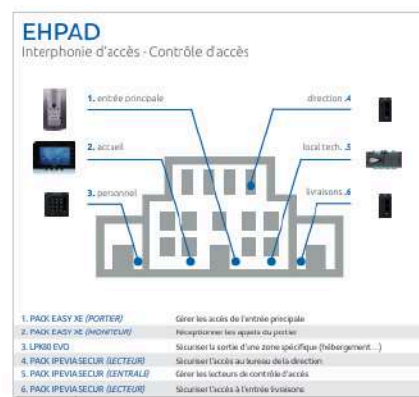 EHPAD
Interphonie d'accès - Contrôle d'accès
1. entrée principale
direction .4
2. accueil
local tech. .5
3. personnel
livraisons .6
1. PACK EASY XE (PORTIER) Gérer les accès de l'entrée principale
2. PACK EASY XE (MONITEUR) Réceptionner les appels du portier
3. LPK80 EVO Sécuriser la sortie d'une zone spécifique (hébergement...)
4. PACK IPEVIA SECUR (LECTEUR) Sécuriser l'accès au bureau de la direction
5. PACK IPEVIA SECUR (CENTRALE) Gérer les lecteurs de contrôle d'accès
6. PACK IPEVIA SECUR (LECTEUR) Sécuriser l'accès à l'entrée livraisons